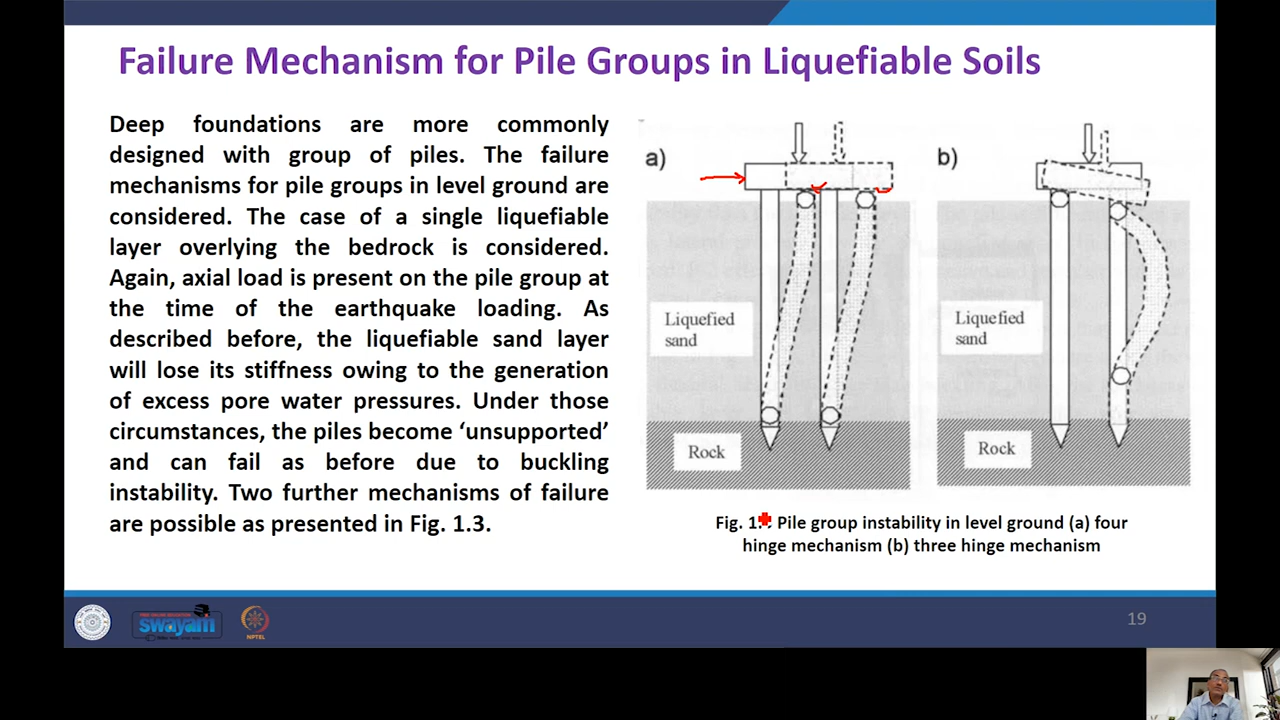 Failure Mechanism for Pile Groups in Liquefiable Soils
Deep foundations are more commonly
designed with group of piles. The failure
mechanisms for pile groups in level ground are
considered. The case of a single liquefiable
layer overlying the bedrock is considered.
Again, axial load is present on the pile group at
the time of the earthquake loading. As
described before, the liquefiable sand layer
will lose its stiffness owing to the generation
of excess pore water pressures. Under those
circumstances, the piles become ‘unsupported’
and can fail as before due to buckling
instability. Two further mechanisms of failure
are possible as presented in Fig. 1.3.
a)
Liquefied
sand
Rock
b)
Liquefied
sand
Rock
Fig. Pile group instability in level ground (a) four
hinge mechanism (b) three hinge mechanism
swayam
NPTEL
19